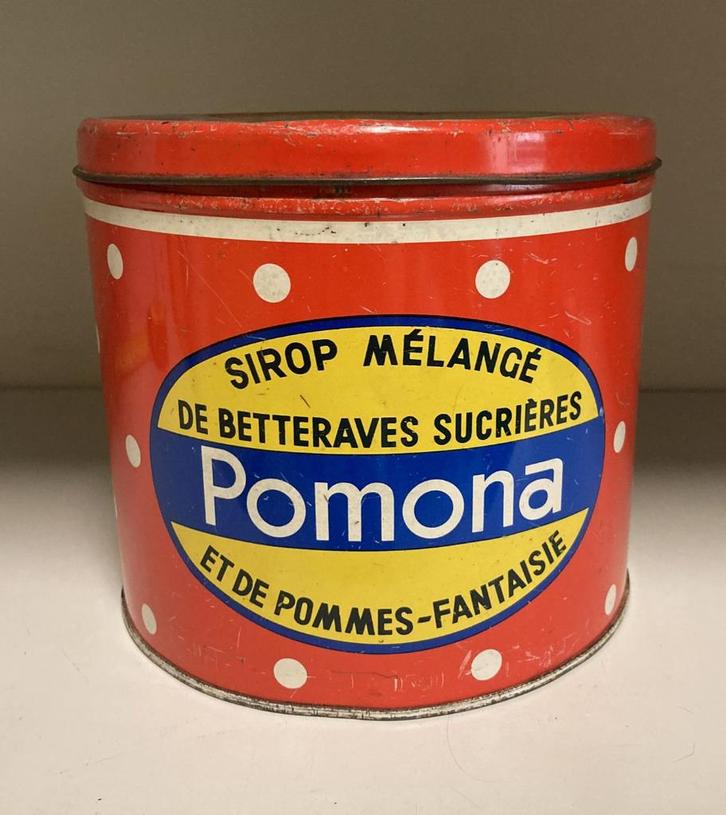 SIROP MÉLANGÉ
DE BETTERAVES SUCRIÈRES
Pomona
ET DE POMMES-FANTAISIE